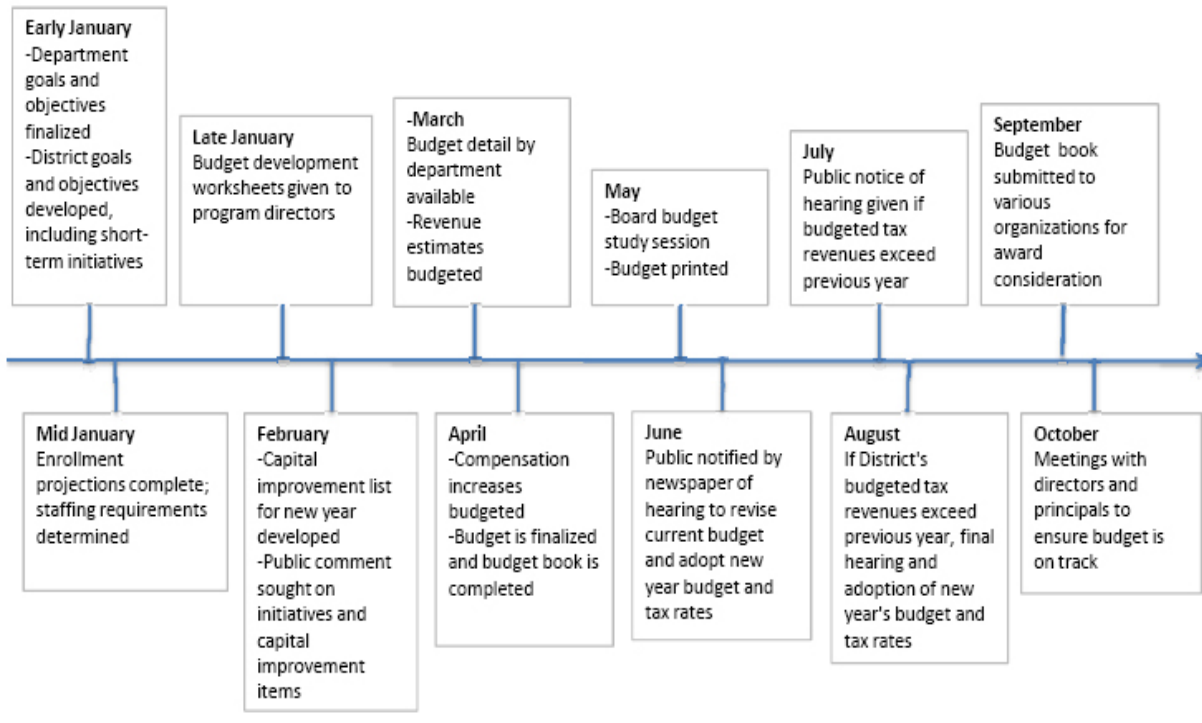 Early January
-Department
goals and
objectives
finalized
-District goals
and objectives
developed,
including short-
term initiatives
Mid January
Enrollment
projections complete;
staffing requirements
determined
Late January
Budget development
worksheets given to
program directors
February
-Capital
improvement list
for new year
developed
-Public comment
sought on
initiatives and
capital
improvement
items
-March
Budget detail by
department
available
-Revenue
estimates
budgeted
April
-Compensation
increases
budgeted
-Budget is finalized
and budget book is
completed
May
-Board budget
study session
-Budget printed
June
Public notified by
newspaper of
hearing to revise
current budget
and adopt new
year budget and
tax rates
July
Public notice of
hearing given if
budgeted tax
revenues exceed
previous year
August
If District's
budgeted tax
revenues exceed
previous year, final
hearing and
adoption of new
year's budget and
tax rates
September
Budget book
submitted to
various
organizations for
award
consideration
October
Meetings with
directors and
principals to
ensure budget is
on track